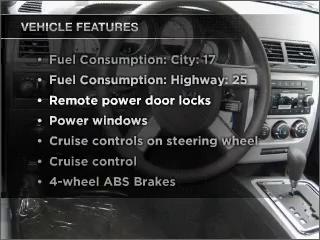 VEHICLE FEATURES
• Fuel Consumption: City: 17
• Fuel Consumption: Highway: 25
• Remote power door locks
• Power windows
• Cruise controls on steering wheel
• Cruise control
• 4-wheel ABS Brakes